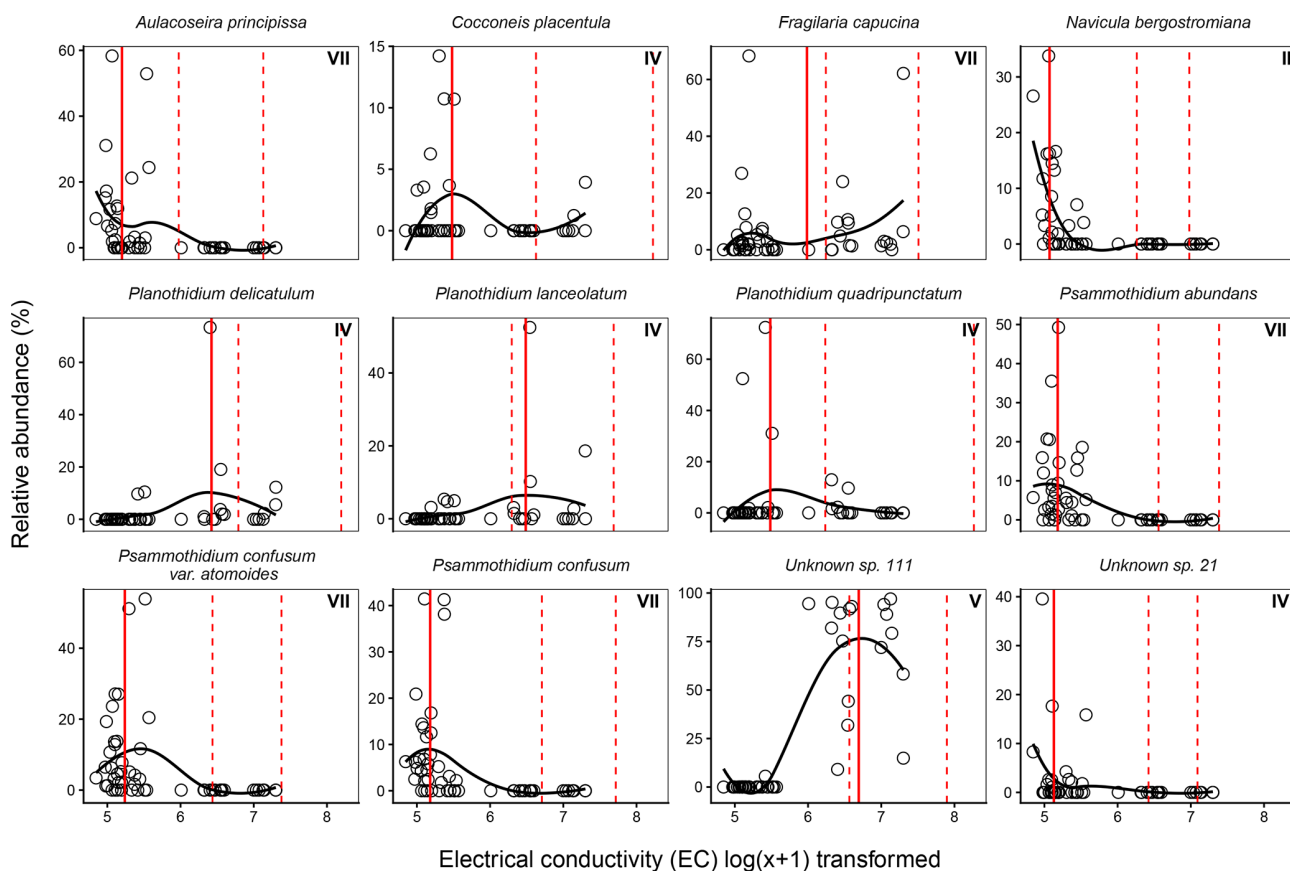 Aulacoseira principissa
Cocconeis placentula
Fragilaria capucina
Navicula bergostromiana
60
40
20
0
VII
15
10
5
0
IV
60
40
20
0
VII
30
20
10
0
II
Planothidium delicatulum
Planothidium lanceolatum
Planothidium quadripunctatum
Psammothidium abundans
80
60
40
20
0
IV
40
20
0
IV
60
40
20
0
IV
50
40
30
20
10
0
VII
Relative abundance (%)
Psammothidium confusum
var. atomoides
Psammothidium confusum
Unknown sp. 111
Unknown sp. 21
40
20
0
VII
40
30
20
10
0
VII
100
75
50
25
0
V
40
30
20
10
0
IV
5 6 7 8
5 6 7 8
5 6 7 8
5 6 7 8
Electrical conductivity (EC) log(x+1) transformed